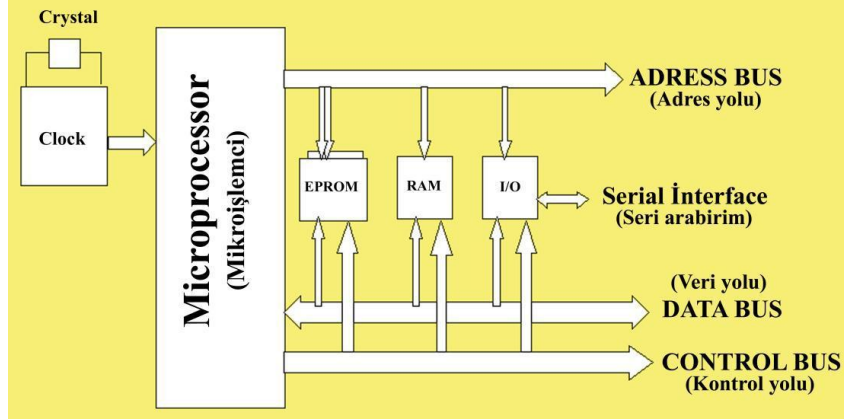 Crystal
Clock
Microprocessor
(Mikroişlemci)
ADRESS BUS
(Adres yolu)
EPROM
RAM
I/O
Serial İnterface
(Seri arabirim)
(Veri yolu)
DATA BUS
CONTROL BUS
(Kontrol yolu)